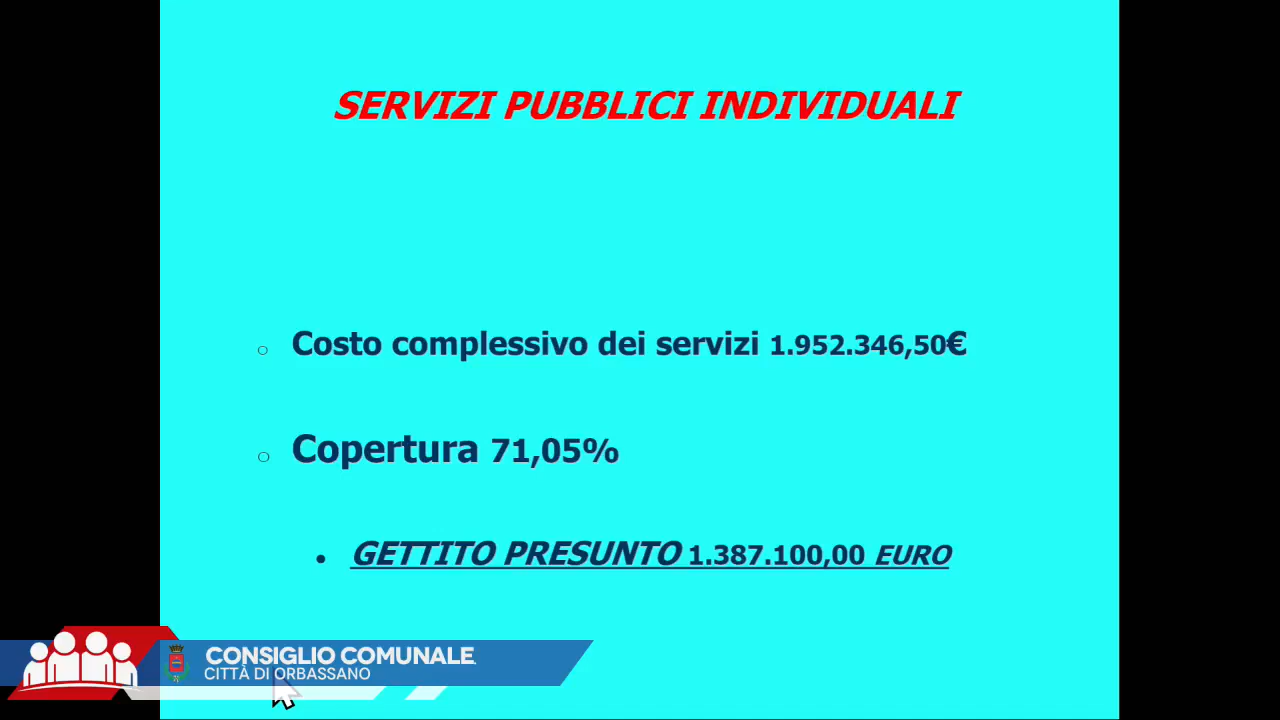 SERVIZI PUBBLICI INDIVIDUALI
Costo complessivo dei servizi 1.952.346,50€
Copertura 71,05%
GETTITO PRESUNTO 1.387.100,00 EURO
CONSIGLIO COMUNALE
CITTÀ DI ORBASSANO